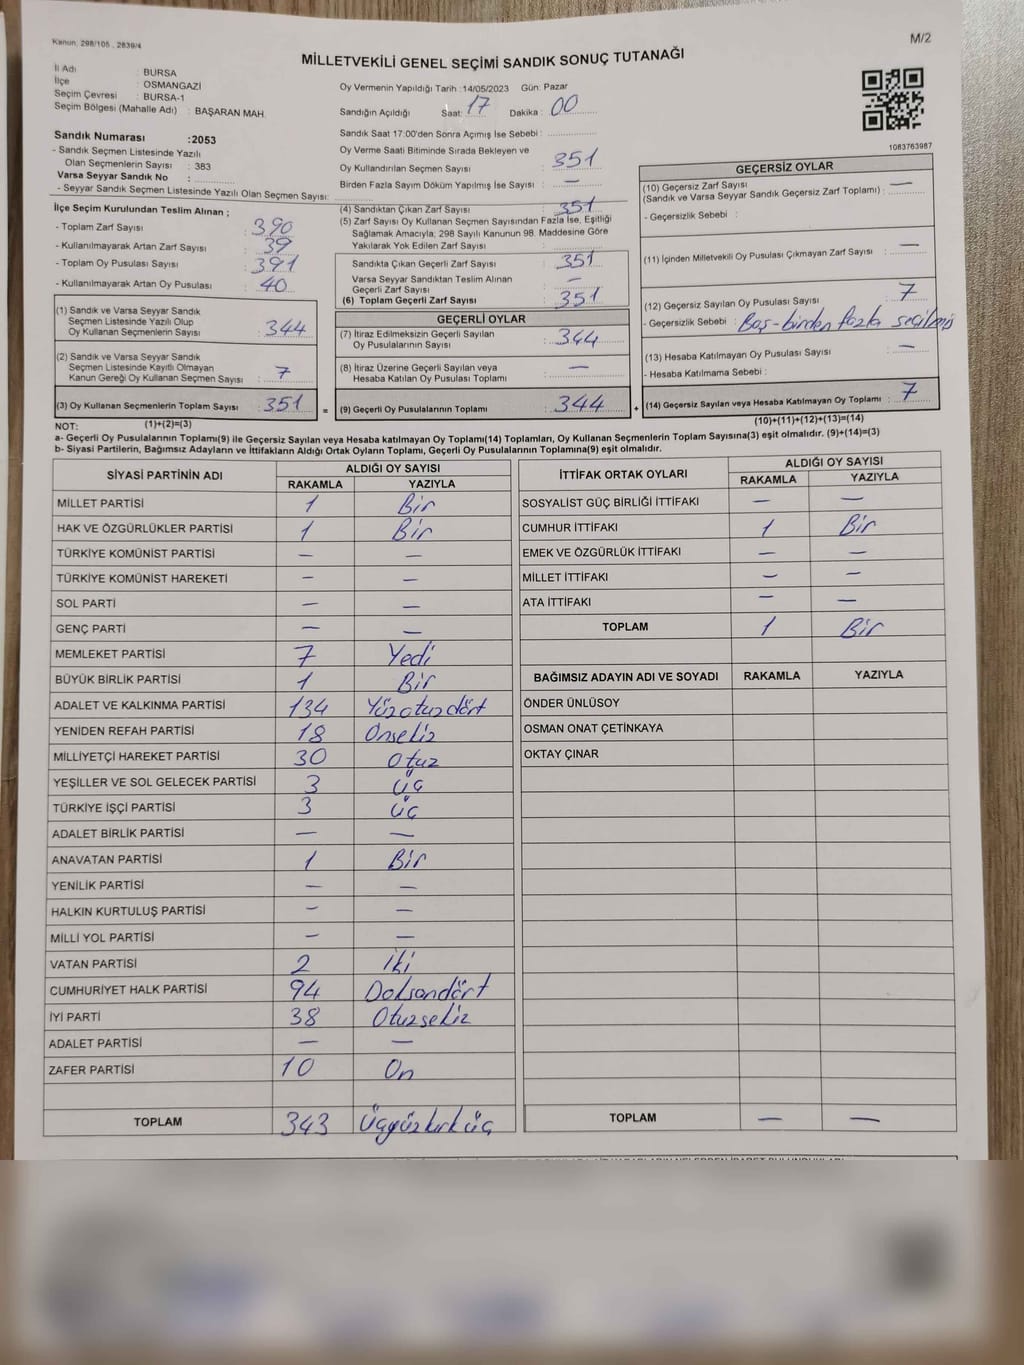 Kanun: 298/105 , 2839/4
M/2
MİLLETVEKİLİ GENEL SEÇİMİ SANDIK SONUÇ TUTANAĞI
İl Adı : BURSA
İlçe : OSMANGAZİ
Seçim Çevresi : BURSA-1
Seçim Bölgesi (Mahalle Adı) : BAŞARAN MAH.
Sandık Numarası :2053
- Sandık Seçmen Listesinde Yazılı
Olan Seçmenlerin Sayısı : 383
Varsa Seyyar Sandık No :
- Seyyar Sandık Seçmen Listesinde Yazılı Olan Seçmen Sayısı:
İlçe Seçim Kurulundan Teslim Alınan ;
- Toplam Zarf Sayısı : 390
- Kullanılmayarak Artan Zarf Sayısı : 39
- Toplam Oy Pusulası Sayısı : 391
- Kullanılmayarak Artan Oy Pusulası : 40
(1) Sandık ve Varsa Seyyar Sandık
Seçmen Listesinde Yazılı Olup
Oy Kullanan Seçmenlerin Sayısı : 344
(2) Sandık ve Varsa Seyyar Sandık
Seçmen Listesinde Kayıtlı Olmayan
Kanun Gereği Oy Kullanan Seçmen Sayısı : 7
(3) Oy Kullanan Seçmenlerin Toplam Sayısı : 351 =
Oy Vermenin Yapıldığı Tarih :14/05/2023 Gün: Pazar
Sandığın Açıldığı Saat: 17 Dakika : 00
Sandık Saat 17:00'den Sonra Açımış İse Sebebi :
Oy Verme Saati Bitiminde Sırada Bekleyen ve
Oy Kullandırılan Seçmen Sayısı : 351
Birden Fazla Sayım Döküm Yapılmış İse Sayısı : —
(4) Sandıktan Çıkan Zarf Sayısı : 351
(5) Zarf Sayısı Oy Kullanan Seçmen Sayısından Fazla İse, Eşitliği
Sağlamak Amacıyla; 298 Sayılı Kanunun 98. Maddesine Göre
Yakılarak Yok Edilen Zarf Sayısı :
Sandıkta Çıkan Geçerli Zarf Sayısı : 351
Varsa Seyyar Sandıktan Teslim Alınan
Geçerli Zarf Sayısı : —
(6) Toplam Geçerli Zarf Sayısı : 351
GEÇERLİ OYLAR
(7) İtiraz Edilmeksizin Geçerli Sayılan
Oy Pusulalarının Sayısı : 344
(8) İtiraz Üzerine Geçerli Sayılan veya
Hesaba Katılan Oy Pusulası Toplamı : —
(9) Geçerli Oy Pusulalarının Toplamı : 344 +
1083763987
GEÇERSİZ OYLAR
(10) Geçersiz Zarf Sayısı
(Sandık ve Varsa Seyyar Sandık Geçersiz Zarf Toplamı) : —
- Geçersizlik Sebebi :
(11) İçinden Milletvekili Oy Pusulası Çıkmayan Zarf Sayısı : —
(12) Geçersiz Sayılan Oy Pusulası Sayısı : 7
- Geçersizlik Sebebi : Boş-birden fazla seçilmiş
(13) Hesaba Katılmayan Oy Pusulası Sayısı : —
- Hesaba Katılmama Sebebi :
(14) Geçersiz Sayılan veya Hesaba Katılmayan Oy Toplamı : 7
NOT: (1)+(2)=(3) (10)+(11)+(12)+(13)=(14)
a- Geçerli Oy Pusulalarının Toplamı(9) ile Geçersiz Sayılan veya Hesaba katılmayan Oy Toplamı(14) Toplamları, Oy Kullanan Seçmenlerin Toplam Sayısına(3) eşit olmalıdır. (9)+(14)=(3)
b- Siyasi Partilerin, Bağımsız Adayların ve İttifakların Aldığı Ortak Oyların Toplamı, Geçerli Oy Pusulalarının Toplamına(9) eşit olmalıdır.
SİYASİ PARTİNİN ADI ALDIĞI OY SAYISI
RAKAMLA YAZIYLA
MİLLET PARTİSİ 1 Bir
HAK VE ÖZGÜRLÜKLER PARTİSİ 1 Bir
TÜRKİYE KOMÜNİST PARTİSİ — —
TÜRKİYE KOMÜNİST HAREKETİ — —
SOL PARTİ — —
GENÇ PARTİ — —
MEMLEKET PARTİSİ 7 Yedi
BÜYÜK BİRLİK PARTİSİ 1 Bir
ADALET VE KALKINMA PARTİSİ 134 Yüzotuzdört
YENİDEN REFAH PARTİSİ 18 Onsekiz
MİLLİYETÇİ HAREKET PARTİSİ 30 Otuz
YEŞİLLER VE SOL GELECEK PARTİSİ 3 Üç
TÜRKİYE İŞÇİ PARTİSİ 3 Üç
ADALET BİRLİK PARTİSİ — —
ANAVATAN PARTİSİ 1 Bir
YENİLİK PARTİSİ — —
HALKIN KURTULUŞ PARTİSİ — —
MİLLİ YOL PARTİSİ — —
VATAN PARTİSİ 2 İki
CUMHURİYET HALK PARTİSİ 94 Doksandört
İYİ PARTİ 38 Otuzsekiz
ADALET PARTİSİ — —
ZAFER PARTİSİ 10 On
TOPLAM 343 Üçyüzkırküç
İTTİFAK ORTAK OYLARI ALDIĞI OY SAYISI
RAKAMLA YAZIYLA
SOSYALİST GÜÇ BİRLİĞİ İTTİFAKI — —
CUMHUR İTTİFAKI 1 Bir
EMEK VE ÖZGÜRLÜK İTTİFAKI — —
MİLLET İTTİFAKI — —
ATA İTTİFAKI — —
TOPLAM 1 Bir
BAĞIMSIZ ADAYIN ADI VE SOYADI RAKAMLA YAZIYLA
ÖNDER ÜNLÜSOY
OSMAN ONAT ÇETİNKAYA
OKTAY ÇINAR
TOPLAM — —